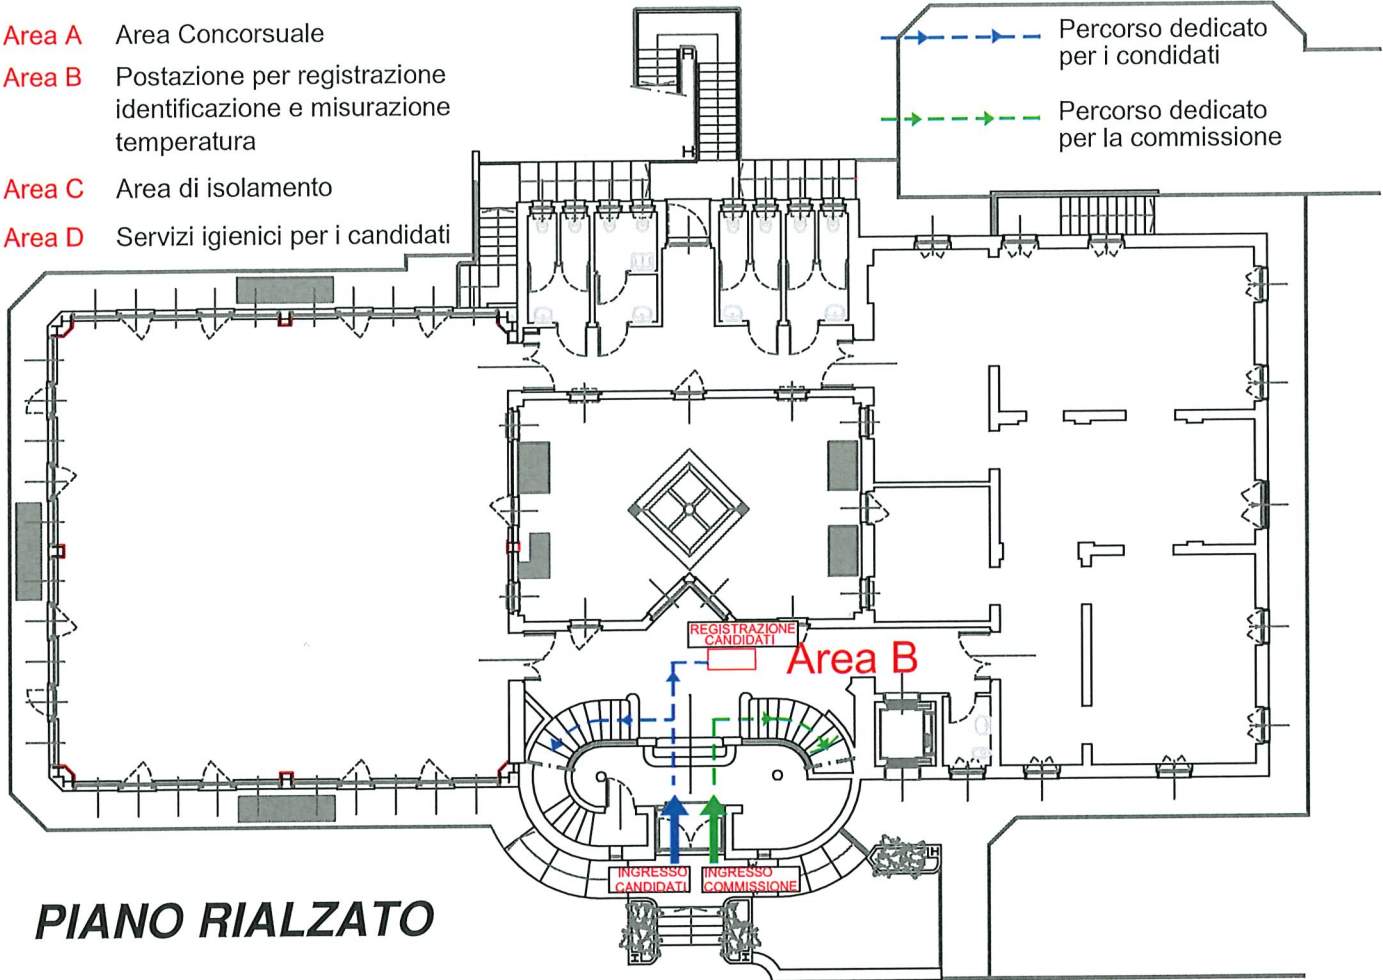 Area A Area Concorsuale
Area B Postazione per registrazione
identificazione e misurazione
temperatura
Area C Area di isolamento
Area D Servizi igienici per i candidati
Percorso dedicato
per i condidati
Percorso dedicato
per la commissione
REGISTRAZIONE
CANDIDATI
Area B
INGRESSO
CANDIDATI
INGRESSO
COMMISSIONE
PIANO RIALZATO